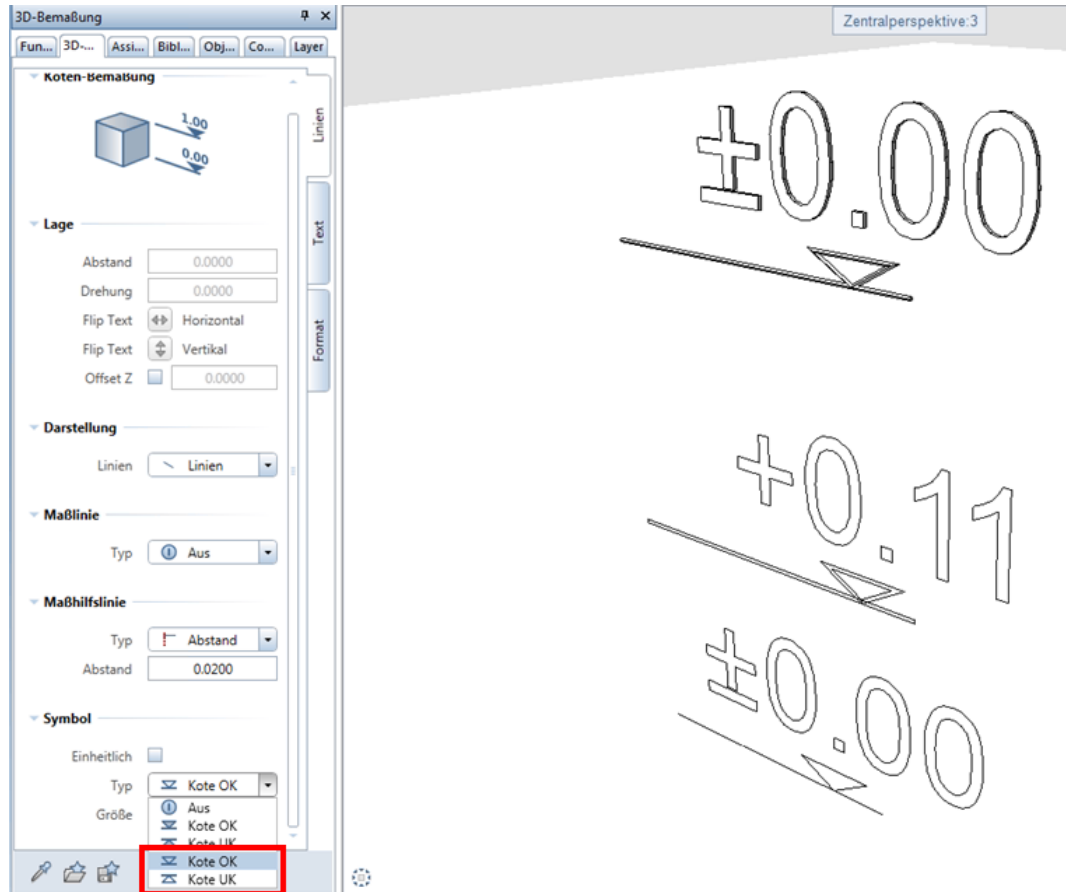 3D-Bemaßung
Zentralperspektive:3
Fun... 3D-... Assi... Bibl... Obj... Co... Layer
Koten-Bemaßung
1.00
0.00
Linien
Text
Format
Lage
Abstand 0.0000
Drehung 0.0000
Flip Text Horizontal
Flip Text Vertikal
Offset Z 0.0000
Darstellung
Linien Linien
Maßlinie
Typ Aus
Maßhilfslinie
Typ Abstand
Abstand 0.0200
Symbol
Einheitlich
Typ Kote OK
Größe
Aus
Kote OK
Kote UK
Kote OK
Kote UK
±0.00
+0.11
±0.00